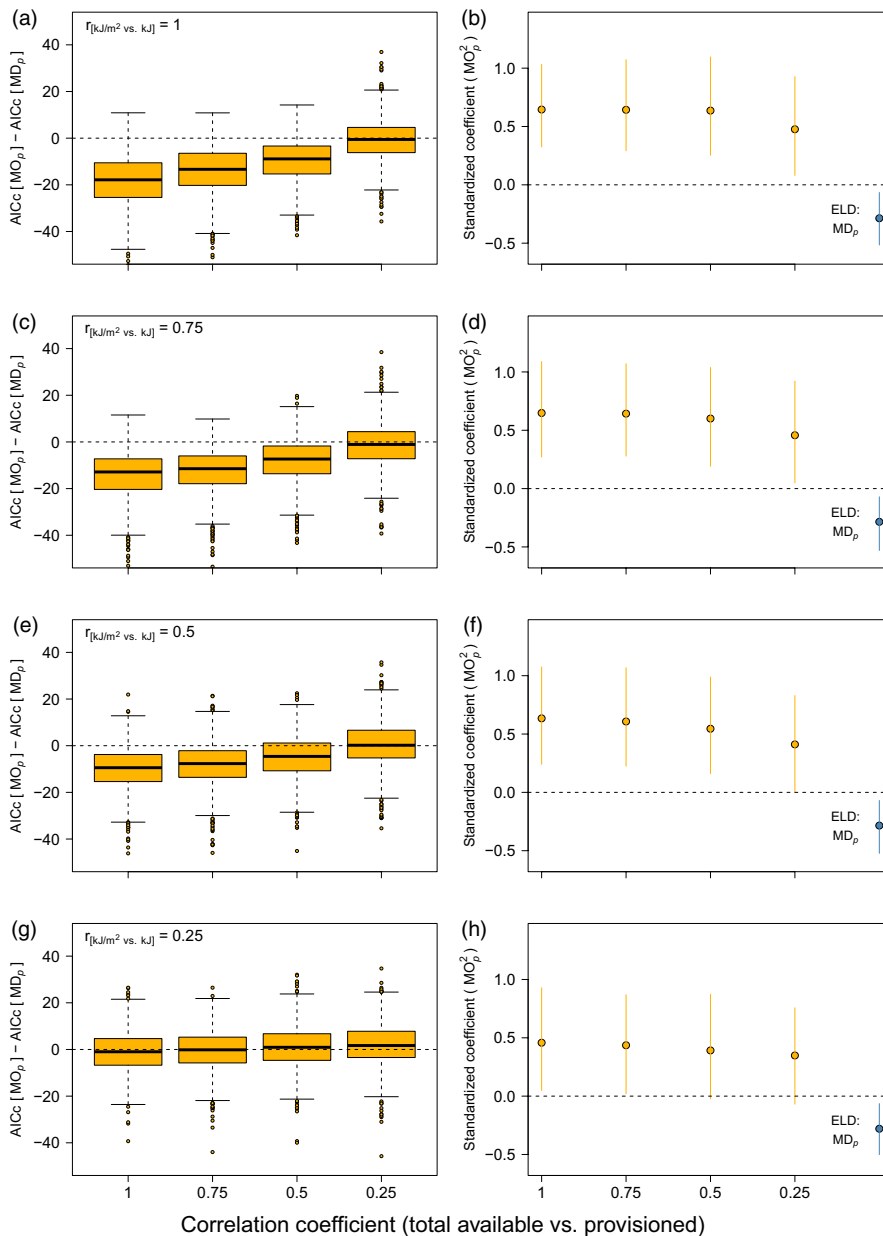 (a)
r[kJ/m² vs. kJ] = 1
AICc [ MOp ] − AICc [ MDp ]
40
20
0
−20
−40
(b)
Standardized coefficient ( MO²p )
1.0
0.5
0.0
−0.5
ELD:
MDp
(c)
r[kJ/m² vs. kJ] = 0.75
AICc [ MOp ] − AICc [ MDp ]
40
20
0
−20
−40
(d)
Standardized coefficient ( MO²p )
1.0
0.5
0.0
−0.5
ELD:
MDp
(e)
r[kJ/m² vs. kJ] = 0.5
AICc [ MOp ] − AICc [ MDp ]
40
20
0
−20
−40
(f)
Standardized coefficient ( MO²p )
1.0
0.5
0.0
−0.5
ELD:
MDp
(g)
r[kJ/m² vs. kJ] = 0.25
AICc [ MOp ] − AICc [ MDp ]
40
20
0
−20
−40
1 0.75 0.5 0.25
(h)
Standardized coefficient ( MO²p )
1.0
0.5
0.0
−0.5
ELD:
MDp
1 0.75 0.5 0.25
Correlation coefficient (total available vs. provisioned)